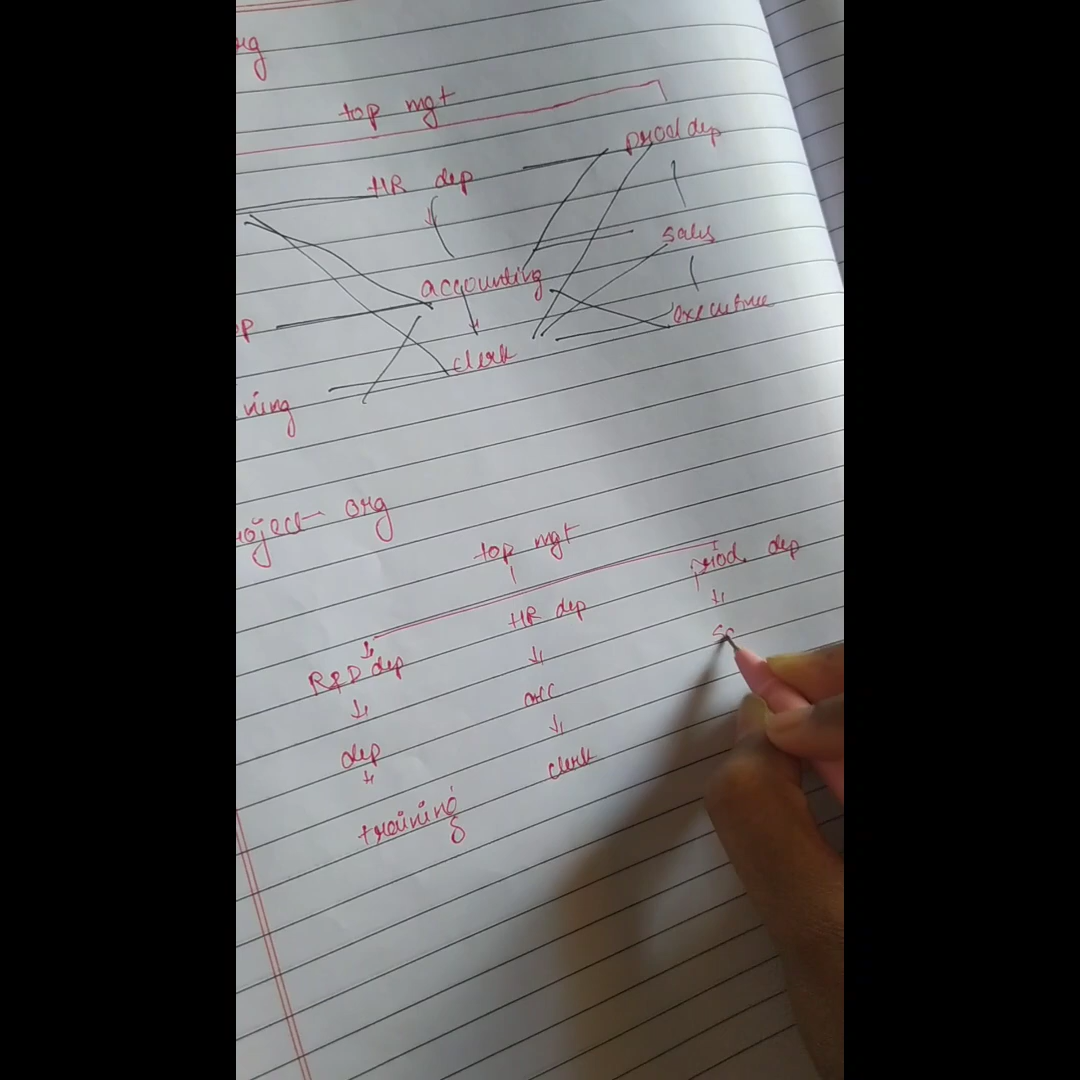 top mgt
HR dep prod dep
accounting sales
clerk executive
ning
project org
top mgt
R&D dep HR dep prod. dep
dep acc
training clerk